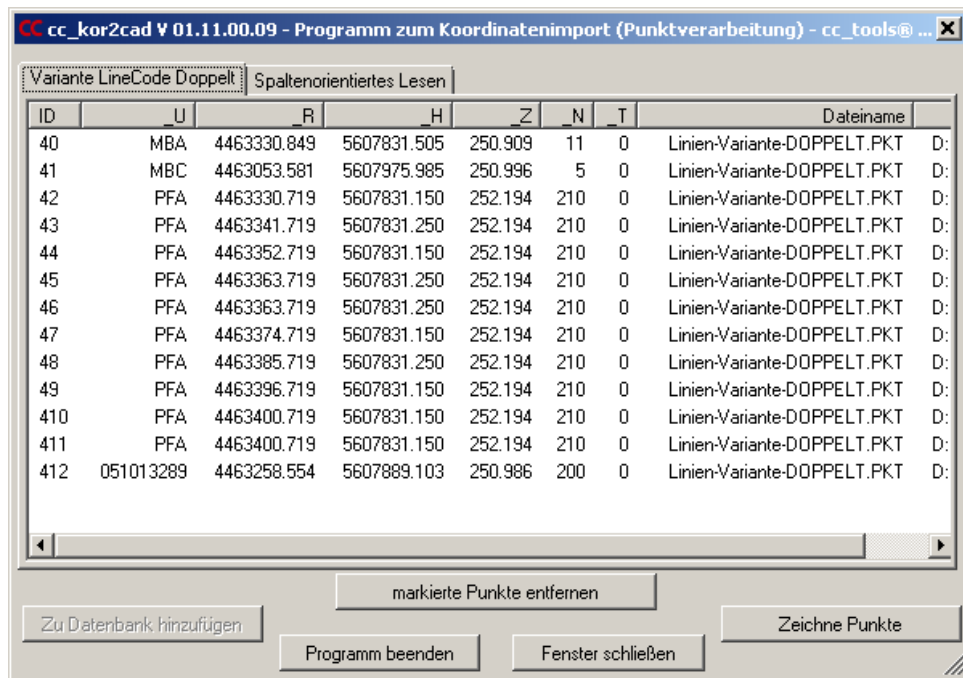 CC cc_kor2cad V 01.11.00.09 - Programm zum Koordinatenimport (Punktverarbeitung) - cc_tools® ...
Variante LineCode Doppelt Spaltenorientiertes Lesen
ID _U _R _H _Z _N _T Dateiname
40 MBA 4463330.849 5607831.505 250.909 11 0 Linien-Variante-DOPPELT.PKT D:
41 MBC 4463053.581 5607975.985 250.996 5 0 Linien-Variante-DOPPELT.PKT D:
42 PFA 4463330.719 5607831.150 252.194 210 0 Linien-Variante-DOPPELT.PKT D:
43 PFA 4463341.719 5607831.250 252.194 210 0 Linien-Variante-DOPPELT.PKT D:
44 PFA 4463352.719 5607831.150 252.194 210 0 Linien-Variante-DOPPELT.PKT D:
45 PFA 4463363.719 5607831.250 252.194 210 0 Linien-Variante-DOPPELT.PKT D:
46 PFA 4463363.719 5607831.250 252.194 210 0 Linien-Variante-DOPPELT.PKT D:
47 PFA 4463374.719 5607831.150 252.194 210 0 Linien-Variante-DOPPELT.PKT D:
48 PFA 4463385.719 5607831.250 252.194 210 0 Linien-Variante-DOPPELT.PKT D:
49 PFA 4463396.719 5607831.150 252.194 210 0 Linien-Variante-DOPPELT.PKT D:
410 PFA 4463400.719 5607831.150 252.194 210 0 Linien-Variante-DOPPELT.PKT D:
411 PFA 4463400.719 5607831.150 252.194 210 0 Linien-Variante-DOPPELT.PKT D:
412 051013289 4463258.554 5607889.103 250.986 200 0 Linien-Variante-DOPPELT.PKT D:
markierte Punkte entfernen
Zu Datenbank hinzufügen Zeichne Punkte
Programm beenden Fenster schließen